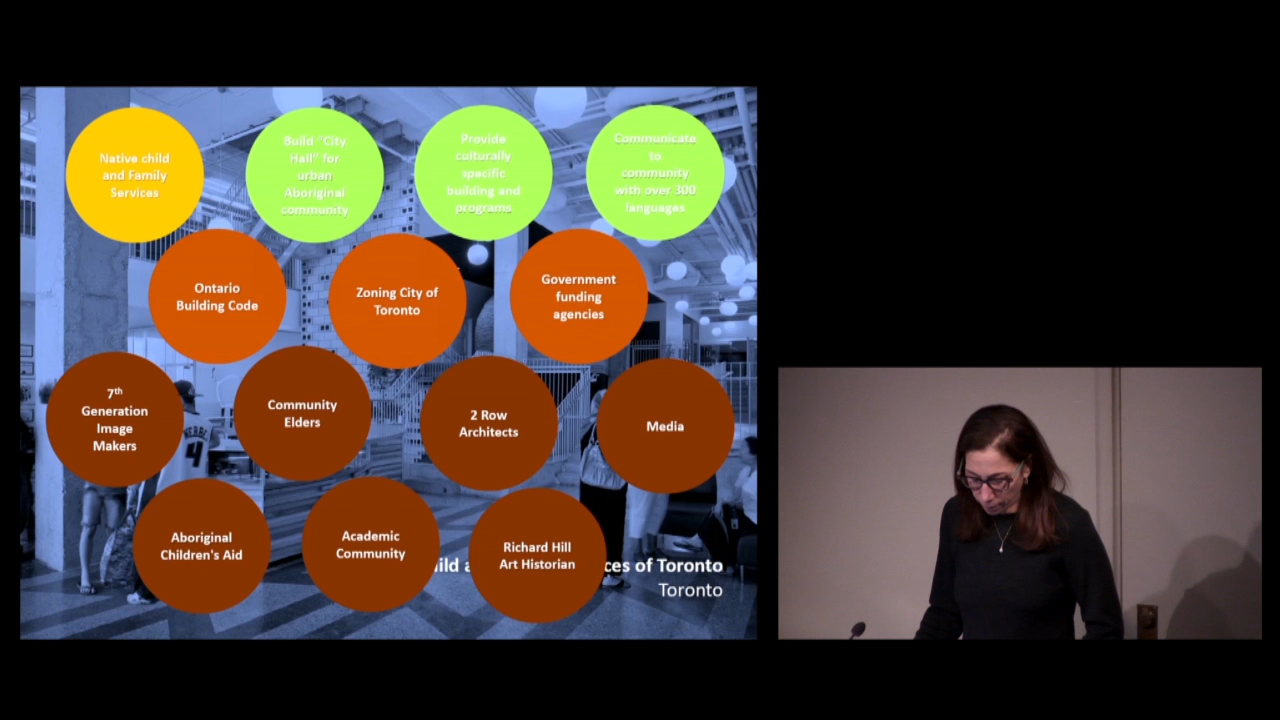 Native child
and Family
Services
Build "City
Hall" for
urban
Aboriginal
community
Provide
culturally
specific
building and
programs
Communicate
to
community
with over 300
languages
Ontario
Building Code
Zoning City of
Toronto
Government
funding
agencies
7th
Generation
Image
Makers
Community
Elders
2 Row
Architects
Media
Aboriginal
Children's Aid
Academic
Community
Richard Hill
Art Historian
ces of Toronto
Toronto
4